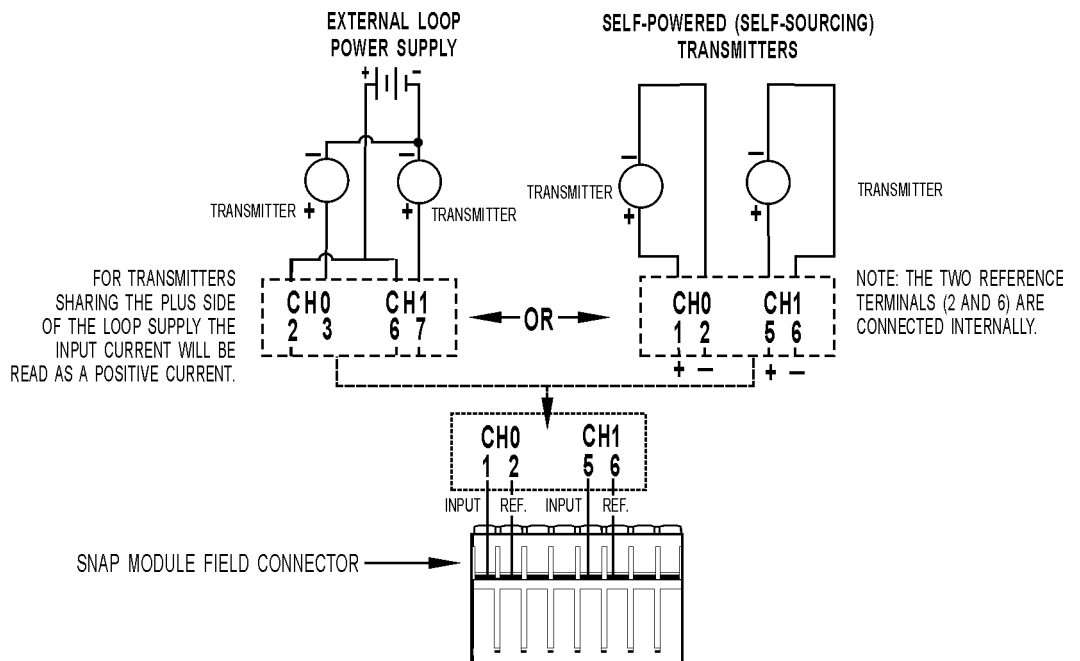 EXTERNAL LOOP
POWER SUPPLY
+ -
− −
TRANSMITTER + + TRANSMITTER
FOR TRANSMITTERS
SHARING THE PLUS SIDE
OF THE LOOP SUPPLY THE
INPUT CURRENT WILL BE
READ AS A POSITIVE CURRENT.
CH0 CH1
2 3 6 7
OR
SELF-POWERED (SELF-SOURCING)
TRANSMITTERS
− −
TRANSMITTER TRANSMITTER
+ +
CH0 CH1
1 2 5 6
+ − + −
NOTE: THE TWO REFERENCE
TERMINALS (2 AND 6) ARE
CONNECTED INTERNALLY.
CH0 CH1
1 2 5 6
INPUT REF. INPUT REF.
SNAP MODULE FIELD CONNECTOR